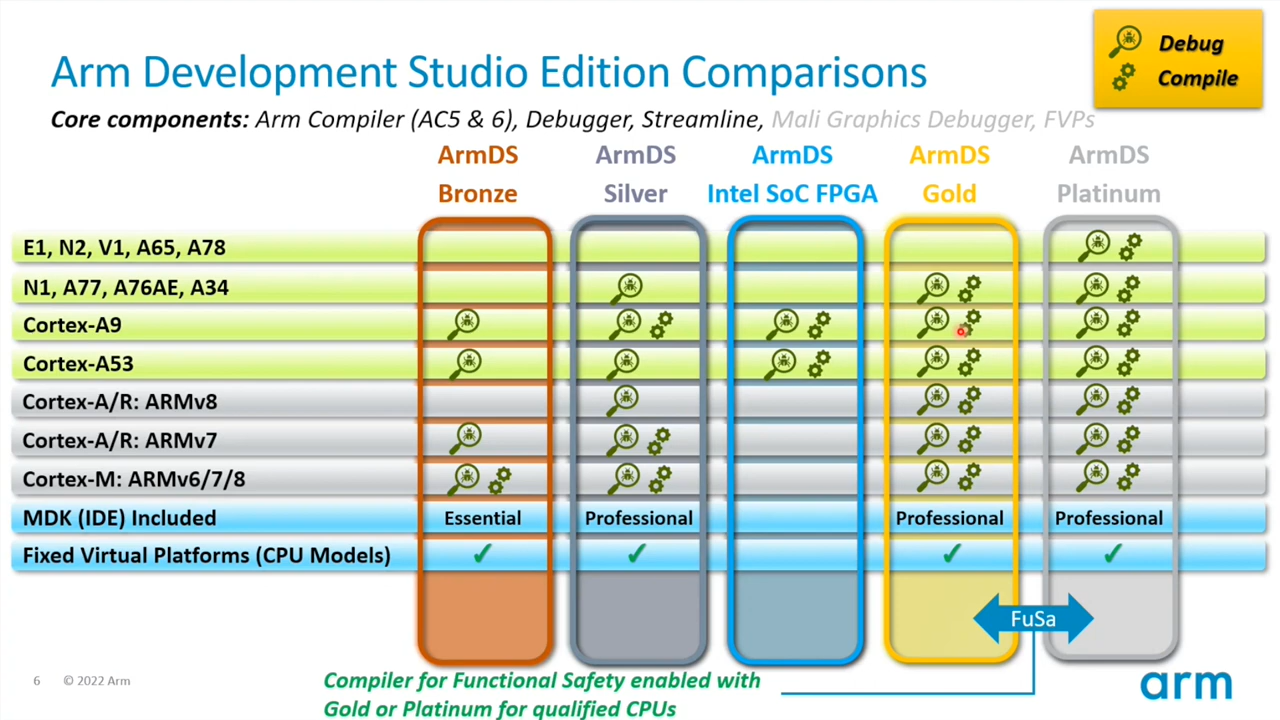 Debug
Compile
Arm Development Studio Edition Comparisons
Core components: Arm Compiler (AC5 & 6), Debugger, Streamline, Mali Graphics Debugger, FVPs
ArmDS Bronze
ArmDS Silver
ArmDS Intel SoC FPGA
ArmDS Gold
ArmDS Platinum
E1, N2, V1, A65, A78
N1, A77, A76AE, A34
Cortex-A9
Cortex-A53
Cortex-A/R: ARMv8
Cortex-A/R: ARMv7
Cortex-M: ARMv6/7/8
MDK (IDE) Included Essential Professional Professional Professional
Fixed Virtual Platforms (CPU Models) ✓ ✓ ✓ ✓
FuSa
Compiler for Functional Safety enabled with
Gold or Platinum for qualified CPUs
6 © 2022 Arm
arm